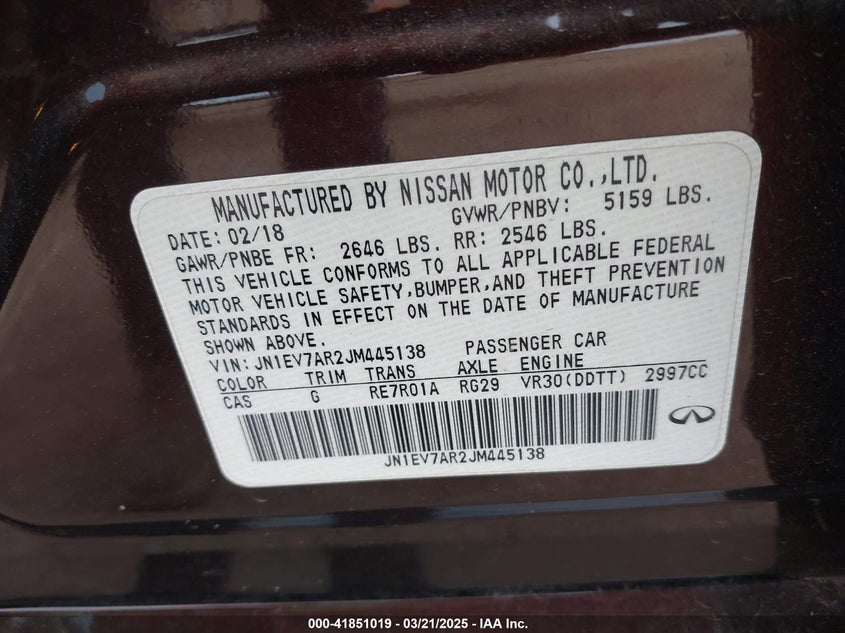 MANUFACTURED BY NISSAN MOTOR CO.,LTD.
DATE: 02/18 GVWR/PNBV: 5159 LBS.
GAWR/PNBE FR: 2646 LBS. RR: 2546 LBS.
THIS VEHICLE CONFORMS TO ALL APPLICABLE FEDERAL
MOTOR VEHICLE SAFETY,BUMPER,AND THEFT PREVENTION
STANDARDS IN EFFECT ON THE DATE OF MANUFACTURE
SHOWN ABOVE.
VIN: JN1EV7AR2JM445138 PASSENGER CAR
COLOR TRIM TRANS AXLE ENGINE
CAS G RE7R01A RG29 VR30(DDTT) 2997CC
JN1EV7AR2JM445138
000-41851019 — 03/21/2025 — © IAA Inc.